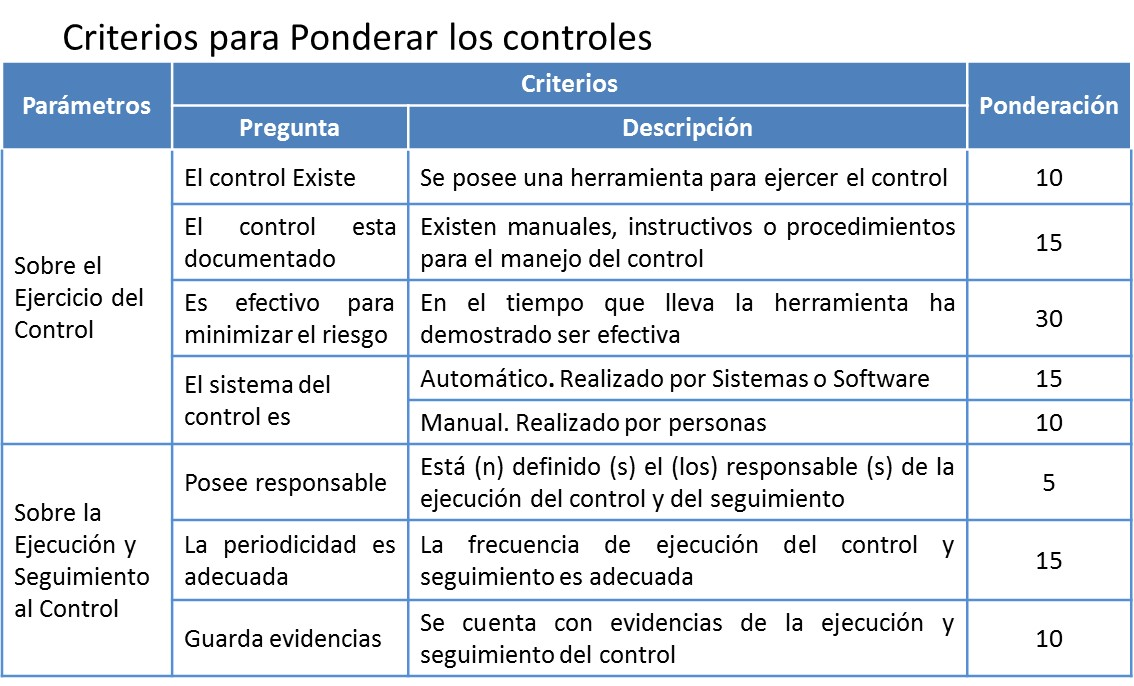 Criterios para Ponderar los controles
Parámetros
Criterios
Ponderación
Pregunta
Descripción
Sobre el
Ejercicio del
Control
El control Existe
Se posee una herramienta para ejercer el control
10
El control esta
documentado
Existen manuales, instructivos o procedimientos
para el manejo del control
15
Es efectivo para
minimizar el riesgo
En el tiempo que lleva la herramienta ha
demostrado ser efectiva
30
El sistema del
control es
Automático. Realizado por Sistemas o Software
15
Manual. Realizado por personas
10
Sobre la
Ejecución y
Seguimiento
al Control
Posee responsable
Está (n) definido (s) el (los) responsable (s) de la
ejecución del control y del seguimiento
5
La periodicidad es
adecuada
La frecuencia de ejecución del control y
seguimiento es adecuada
15
Guarda evidencias
Se cuenta con evidencias de la ejecución y
seguimiento del control
10